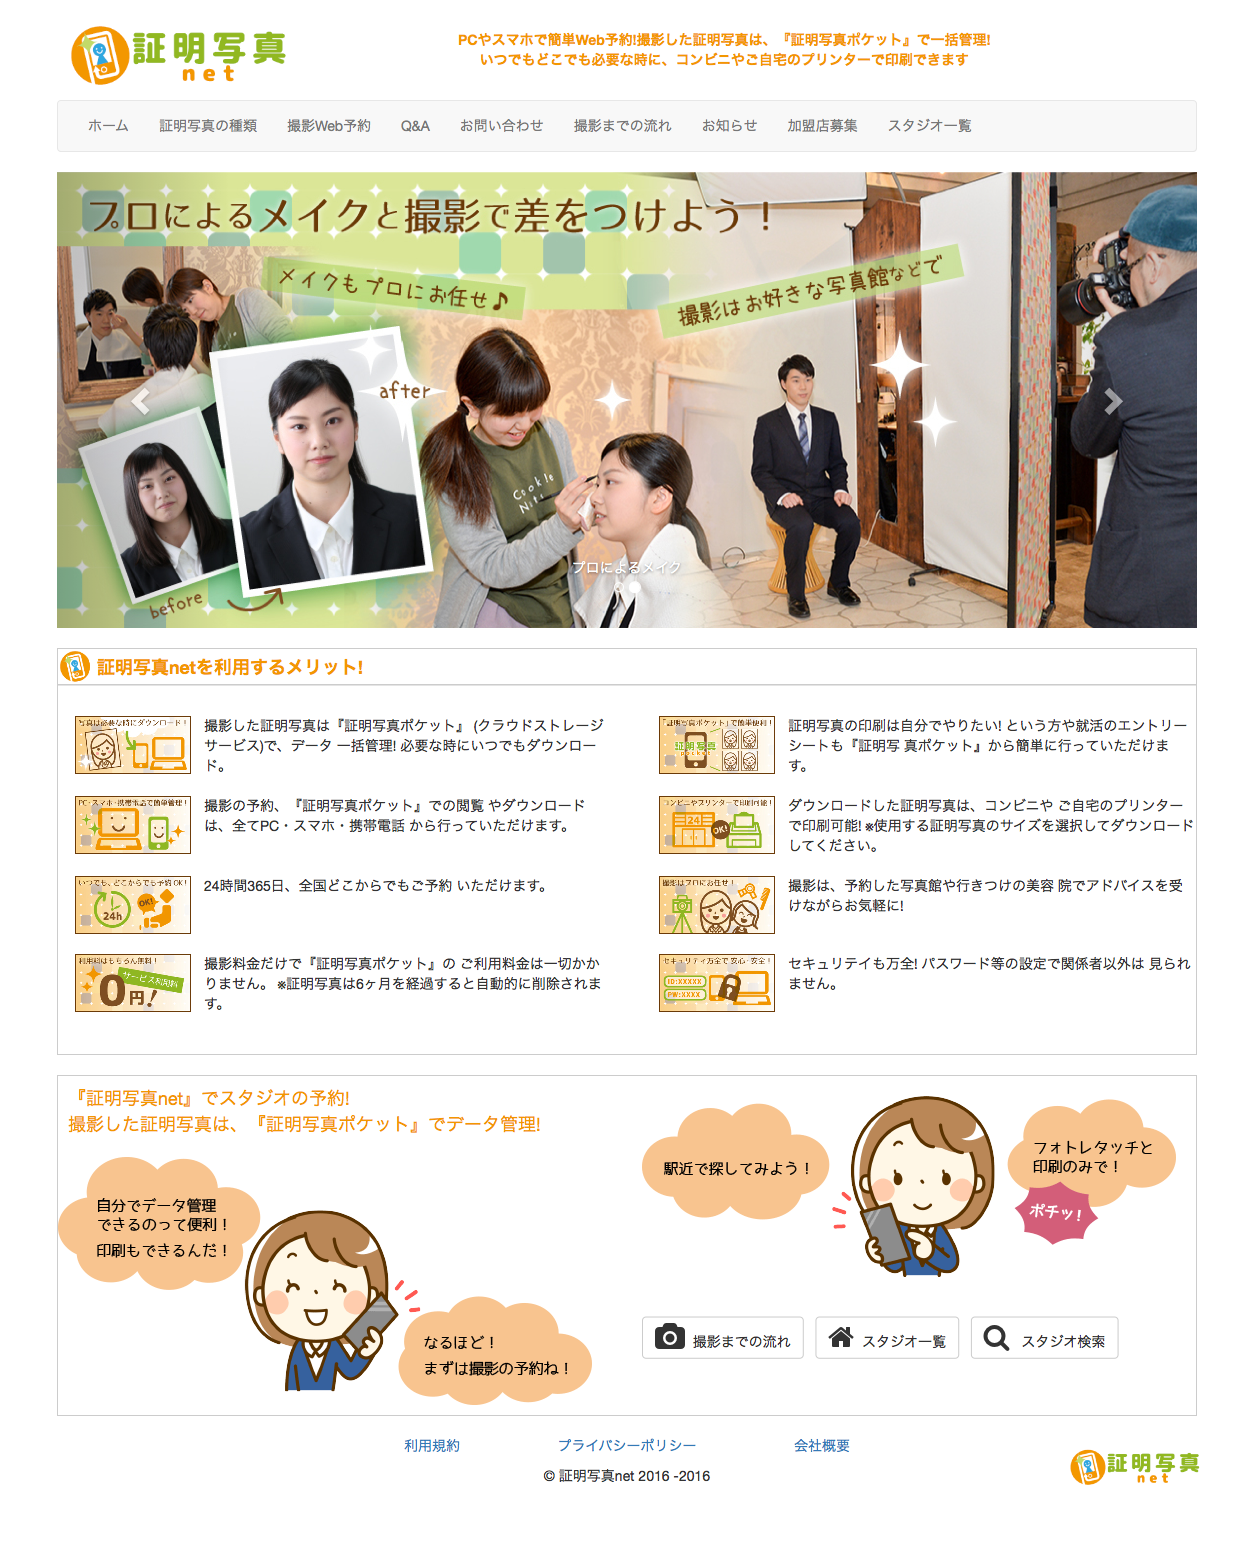 証明写真
net
PCやスマホで簡単Web予約!撮影した証明写真は、『証明写真ポケット』で一括管理!
いつでもどこでも必要な時に、コンビニやご自宅のプリンターで印刷できます
ホーム 証明写真の種類 撮影Web予約 Q&A お問い合わせ 撮影までの流れ お知らせ 加盟店募集 スタジオ一覧
プロによるメイクと撮影で差をつけよう！
メイクもプロにお任せ♪
撮影はお好きな写真館などで
after
before
プロによるメイク
証明写真netを利用するメリット!
写真は必要な時にダウンロード！
撮影した証明写真は『証明写真ポケット』 (クラウドストレージ
サービス)で、データ 一括管理! 必要な時にいつでもダウンロー
ド。
「証明写真ポケット」で簡単便利！
証明写真
証明写真の印刷は自分でやりたい! という方や就活のエントリー
シートも『証明写 真ポケット』から簡単に行っていただけま
す。
PC・スマホ・携帯電話で簡単管理！
撮影の予約、『証明写真ポケット』での閲覧 やダウンロード
は、全てPC・スマホ・携帯電話 から行っていただけます。
コンビニやプリンターで印刷可能！
24
OK!
ダウンロードした証明写真は、コンビニや ご自宅のプリンター
で印刷可能! ※使用する証明写真のサイズを選択してダウンロード
してください。
いつでも、どこからでも予約OK！
24h
OK!
24時間365日、全国どこからでもご予約 いただけます。
撮影はプロにお任せ！
撮影は、予約した写真館や行きつけの美容 院でアドバイスを受
けながらお気軽に!
利用料はもちろん無料！
サービス利用料
0円！
撮影料金だけで『証明写真ポケット』の ご利用料金は一切かか
りません。 ※証明写真は6ヶ月を経過すると自動的に削除されま
す。
セキュリティ万全で安心・安全！
ID:XXXXX
PW:XXXX
セキュリテイも万全! パスワード等の設定で関係者以外は 見られ
ません。
『証明写真net』でスタジオの予約!
撮影した証明写真は、『証明写真ポケット』でデータ管理!
自分でデータ管理
できるのって便利！
印刷もできるんだ！
なるほど！
まずは撮影の予約ね！
駅近で探してみよう！
フォトレタッチと
印刷のみで！
ポチッ！
撮影までの流れ スタジオ一覧 スタジオ検索
利用規約 プライバシーポリシー 会社概要
© 証明写真net 2016 -2016
証明写真
net